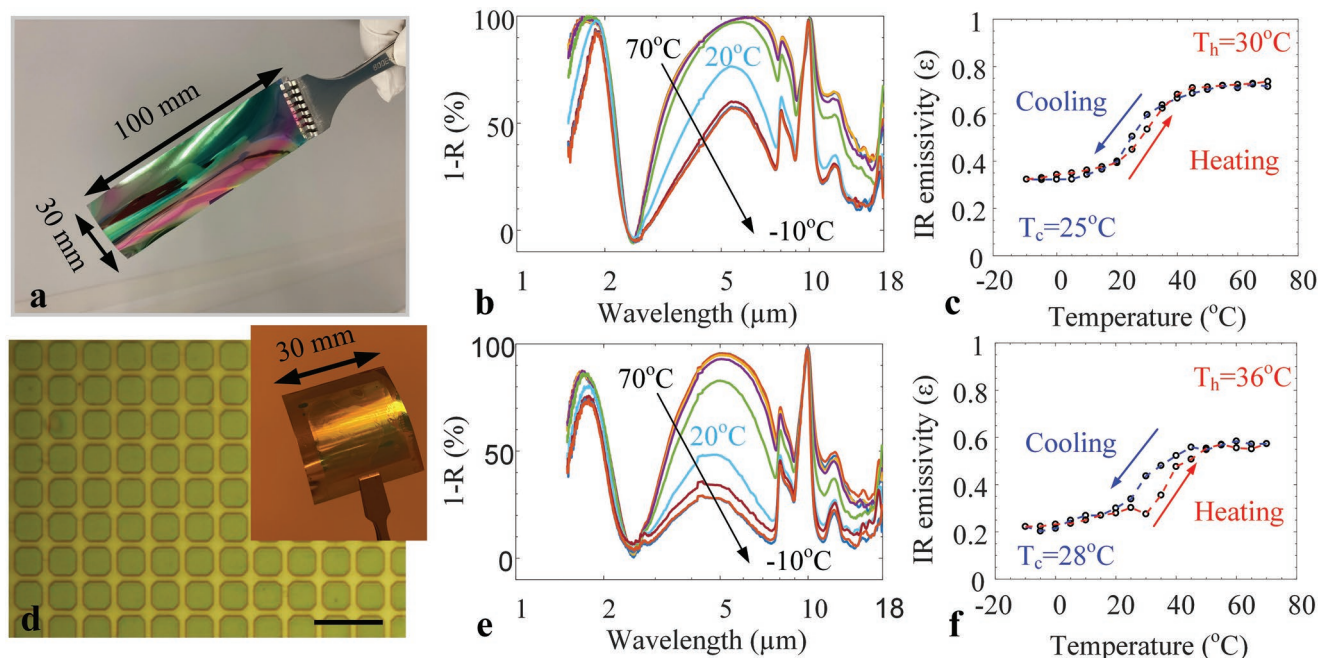 100 mm
30 mm
a
100
50
0
1-R (%)
70°C
20°C
-10°C
1
2
5
10
18
Wavelength (µm)
b
1
0.8
0.6
0.4
0.2
0
IR emissivity (ε)
Th=30°C
Cooling
Heating
Tc=25°C
-20
0
20
40
60
80
Temperature (°C)
c
30 mm
d
100
50
0
1-R (%)
70°C
20°C
-10°C
1
2
5
10
18
Wavelength (µm)
e
1
0.8
0.6
0.4
0.2
0
IR emissivity (ε)
Th=36°C
Cooling
Heating
Tc=28°C
-20
0
20
40
60
80
Temperature (°C)
f